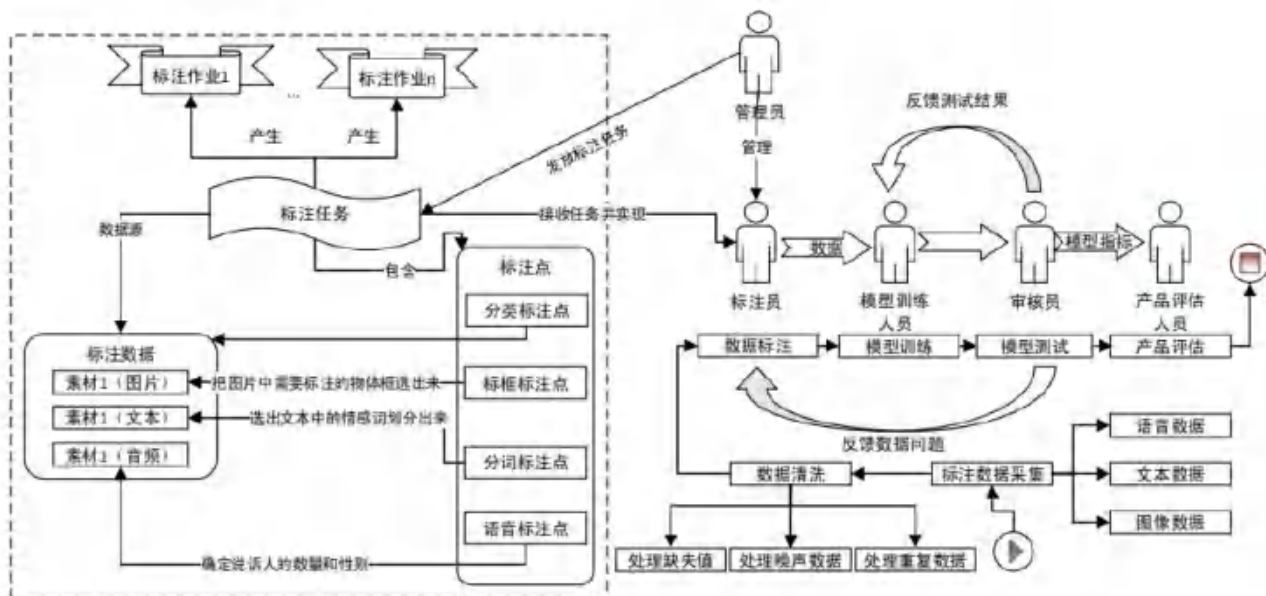 标注作业1
...
标注作业n
产生
产生
标注任务
数据源
包含
发放标注任务
接收任务并实现
管理员
管理
反馈测试结果
标注员
数据
模型训练
人员
审核员
模型指标
产品评估
人员
标注点
分类标注点
标框标注点
分词标注点
语音标注点
标注数据
素材1（图片）
素材1（文本）
素材1（音频）
把图片中需要标注的物体框选出来
选出文本中的情感词划分出来
确定说诉人的数量和性别
数据标注
模型训练
模型测试
产品评估
反馈数据问题
数据清洗
标注数据采集
语音数据
文本数据
图像数据
处理缺失值
处理噪声数据
处理重复数据